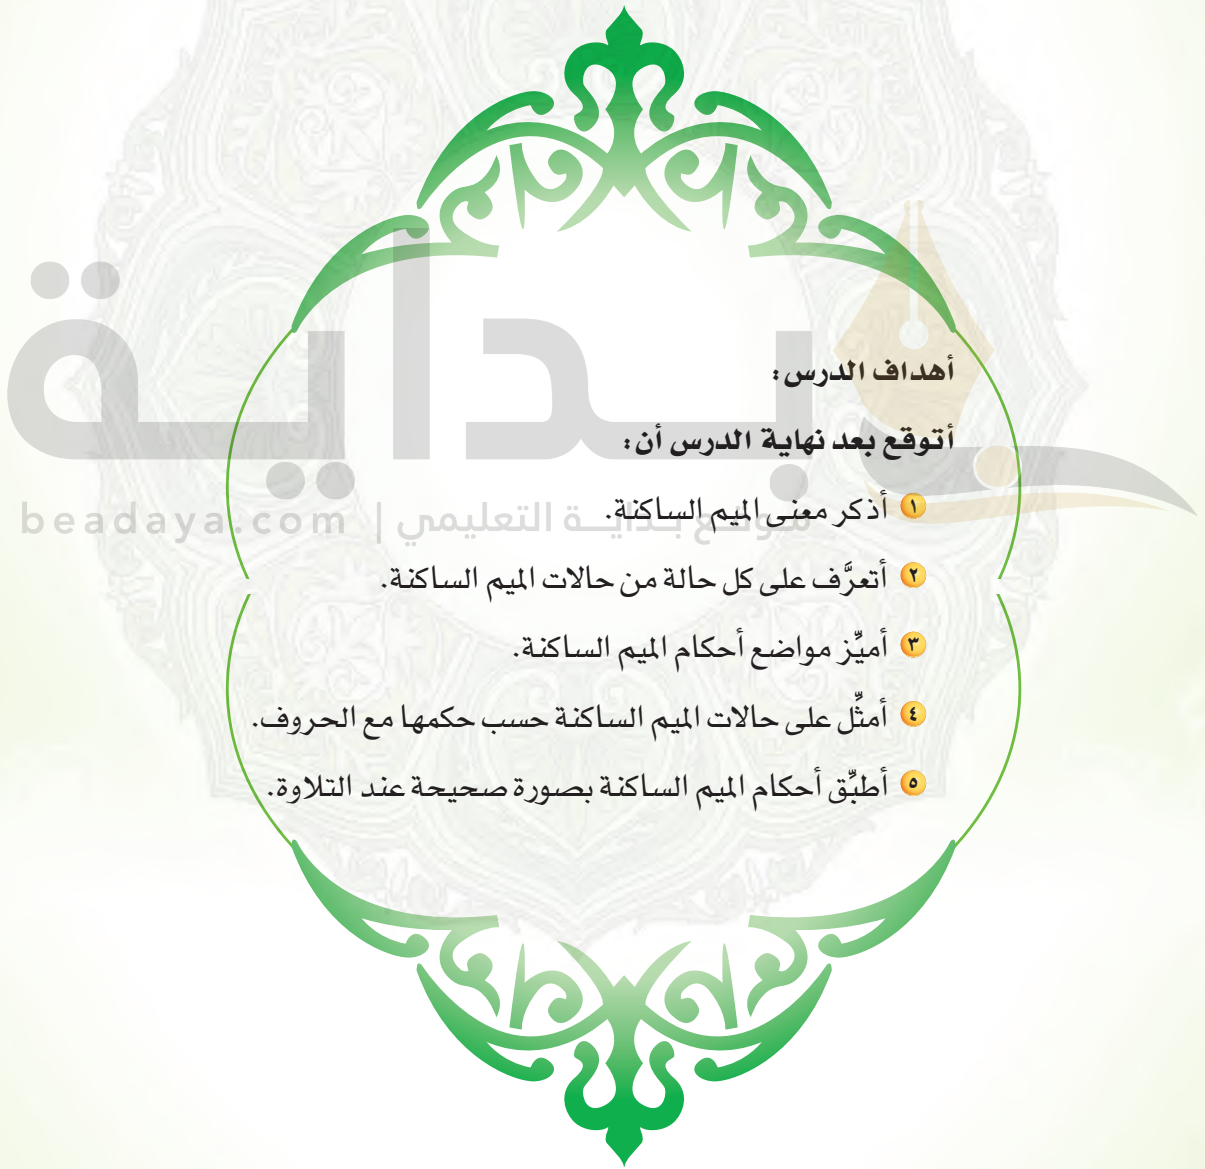 أهداف الدرس:
أتوقع بعد نهاية الدرس أن:
بداية
١ أذكر معنى الميم الساكنة.
موقع بـدايـــة التعليمي | beadaya.com
٢ أتعرَّف على كل حالة من حالات الميم الساكنة.
٣ أميِّز مواضع أحكام الميم الساكنة.
٤ أمثِّل على حالات الميم الساكنة حسب حكمها مع الحروف.
٥ أطبِّق أحكام الميم الساكنة بصورة صحيحة عند التلاوة.